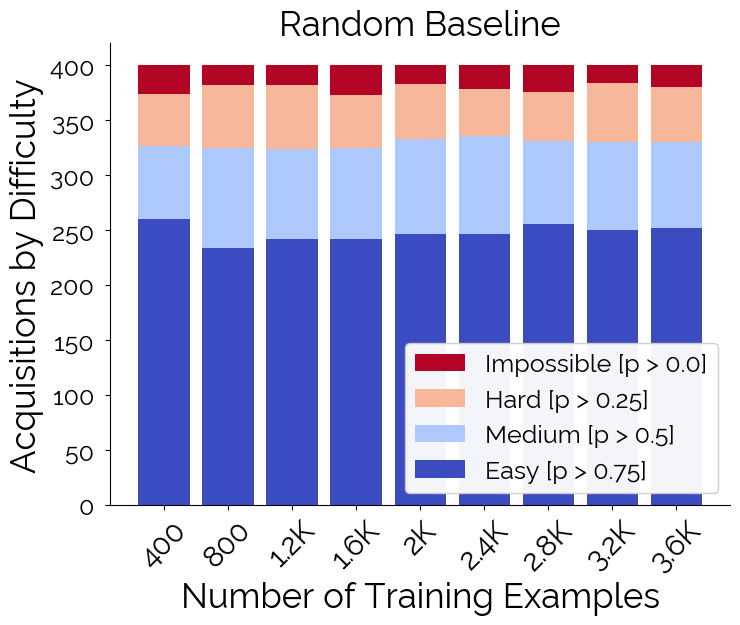 Random Baseline
Acquisitions by Difficulty
400
350
300
250
200
150
100
50
0
Impossible [p > 0.0]
Hard [p > 0.25]
Medium [p > 0.5]
Easy [p > 0.75]
400 800 1.2K 1.6K 2K 2.4K 2.8K 3.2K 3.6K
Number of Training Examples